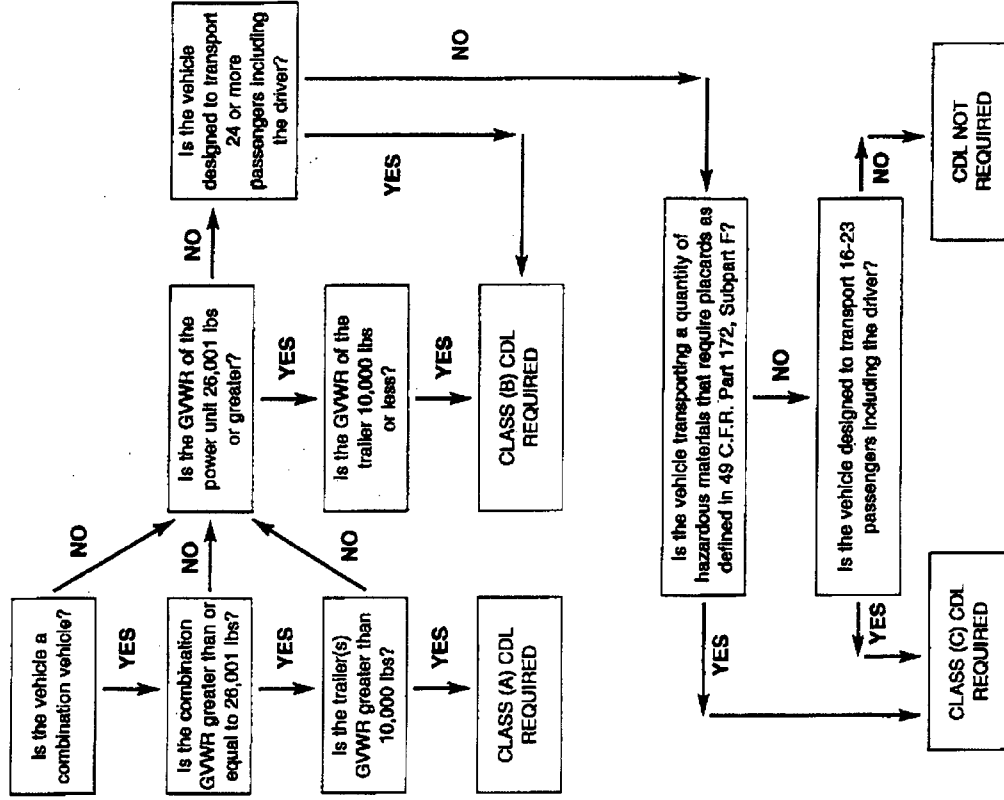 Is the vehicle a
combination vehicle?
NO
YES
Is the combination
GVWR greater than or
equal to 26,001 lbs?
NO
YES
Is the trailer(s)
GVWR greater than
10,000 lbs?
NO
YES
CLASS (A) CDL
REQUIRED
Is the GVWR of the
power unit 26,001 lbs
or greater?
NO
YES
Is the GVWR of the
trailer 10,000 lbs
or less?
YES
CLASS (B) CDL
REQUIRED
Is the vehicle
designed to transport
24 or more
passengers including
the driver?
YES
NO
Is the vehicle transporting a quantity of
hazardous materials that require placards as
defined in 49 C.F.R. Part 172, Subpart F?
YES
NO
Is the vehicle designed to transport 16-23
passengers including the driver?
YES
NO
CLASS (C) CDL
REQUIRED
CDL NOT
REQUIRED